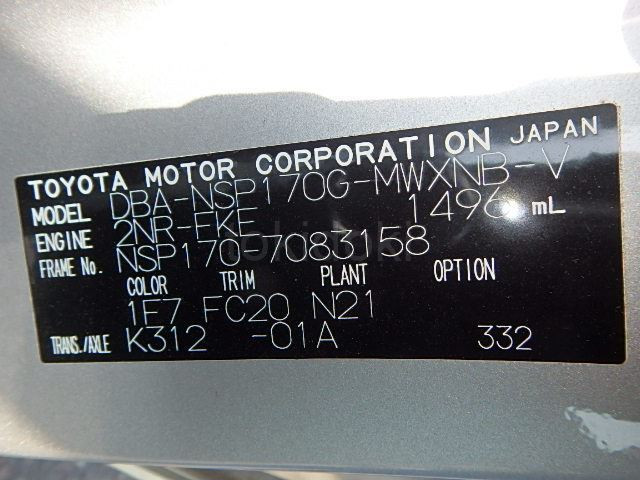 TOYOTA MOTOR CORPORATION JAPAN
MODEL DBA-NSP170G-MWXNB-V
ENGINE 2NR-FKE 1496 mL
FRAME No. NSP170-7083158
COLOR TRIM PLANT OPTION
1F7 FC20 N21
TRANS./AXLE K312 -01A 332